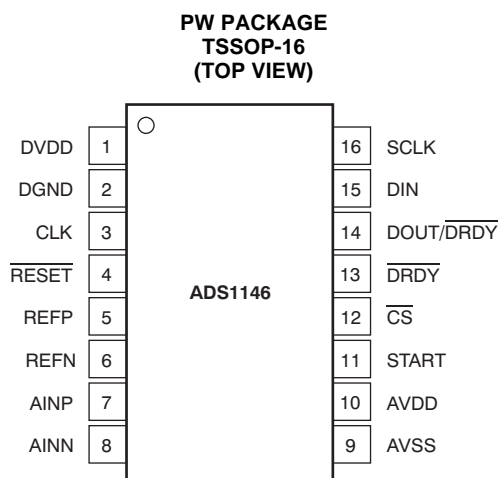 PW PACKAGE
TSSOP-16
(TOP VIEW)
DVDD 1 16 SCLK
DGND 2 15 DIN
CLK 3 14 DOUT/DRDY
RESET 4 13 DRDY
ADS1146
REFP 5 12 CS
REFN 6 11 START
AINP 7 10 AVDD
AINN 8 9 AVSS